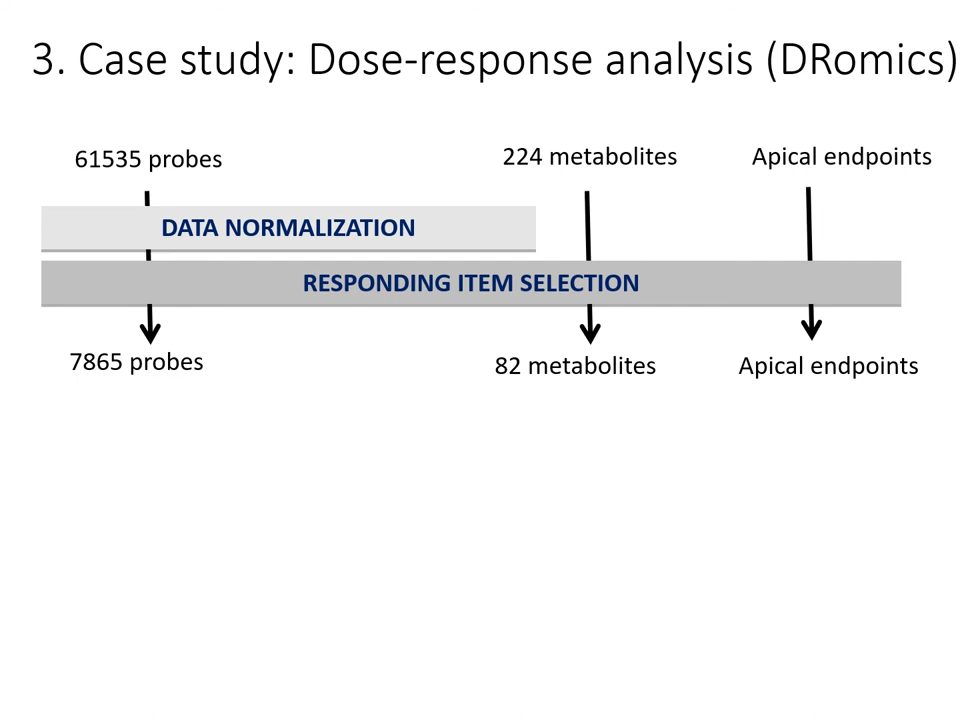 3. Case study: Dose-response analysis (DRomics)
61535 probes
224 metabolites
Apical endpoints
DATA NORMALIZATION
RESPONDING ITEM SELECTION
7865 probes
82 metabolites
Apical endpoints